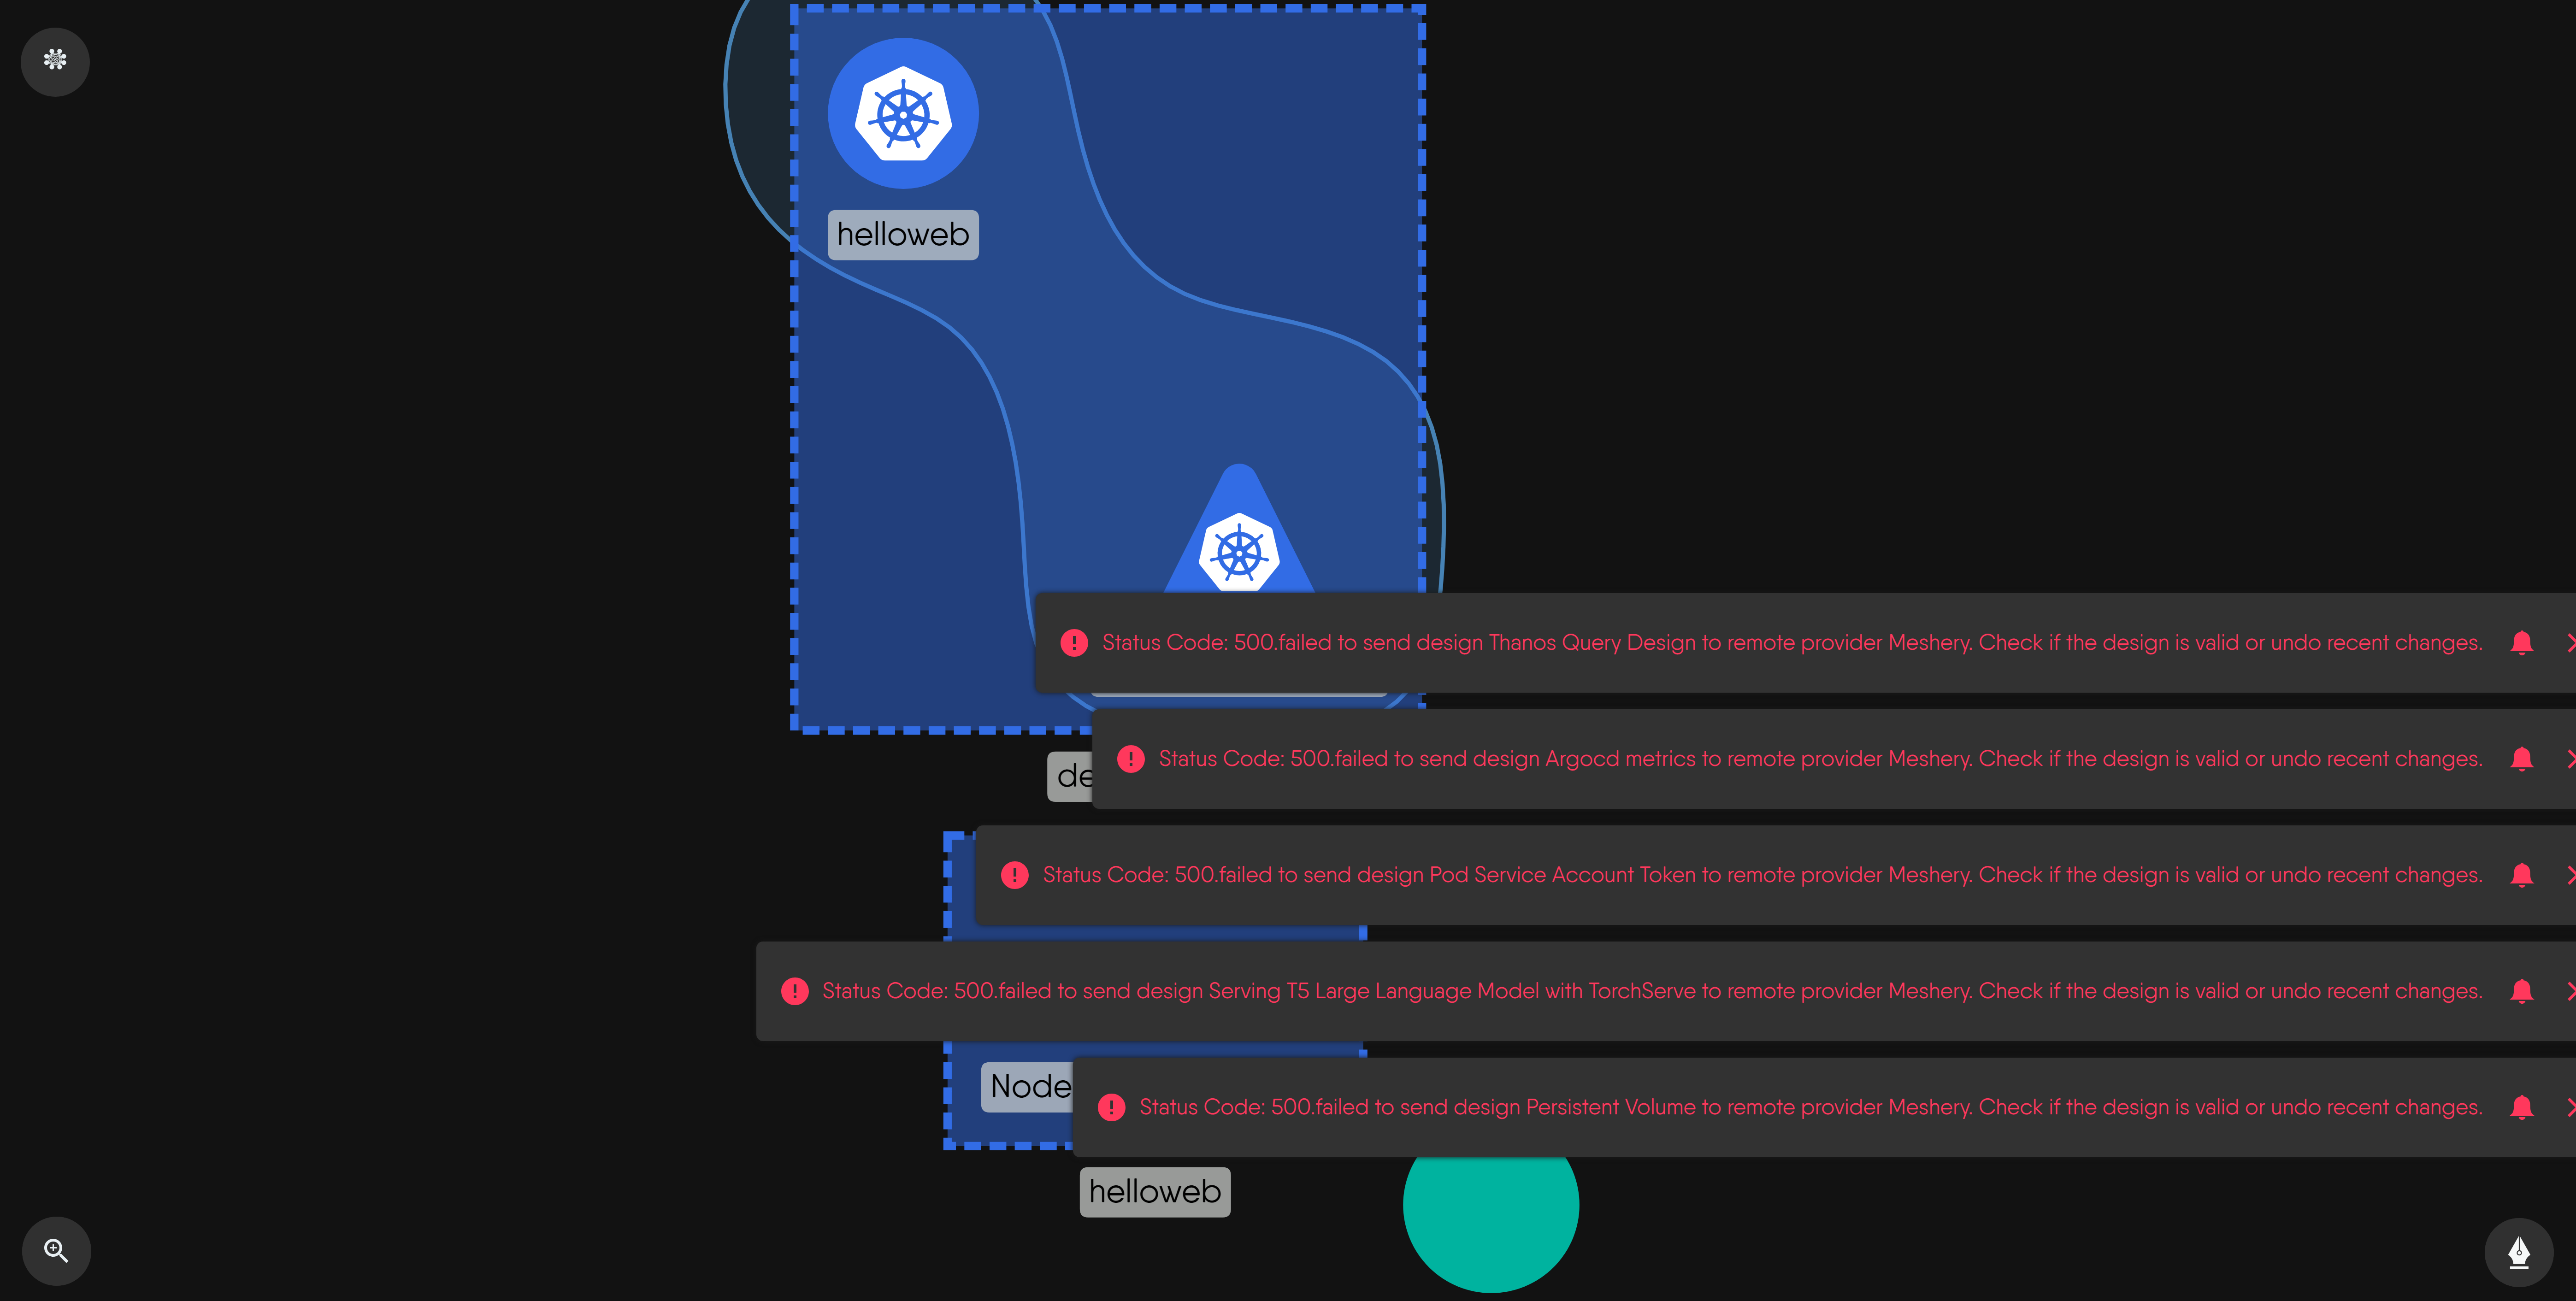 helloweb
Status Code: 500.failed to send design Thanos Query Design to remote provider Meshery. Check if the design is valid or undo recent changes.
Status Code: 500.failed to send design Argocd metrics to remote provider Meshery. Check if the design is valid or undo recent changes.
de
Status Code: 500.failed to send design Pod Service Account Token to remote provider Meshery. Check if the design is valid or undo recent changes.
Status Code: 500.failed to send design Serving T5 Large Language Model with TorchServe to remote provider Meshery. Check if the design is valid or undo recent changes.
Node
Status Code: 500.failed to send design Persistent Volume to remote provider Meshery. Check if the design is valid or undo recent changes.
helloweb